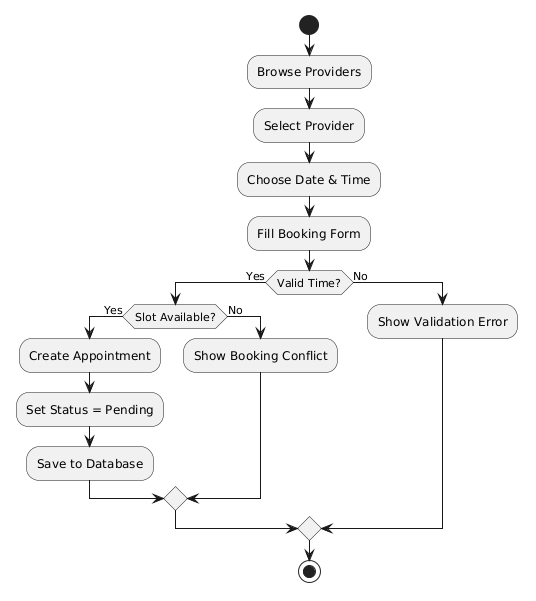 Browse Providers
Select Provider
Choose Date & Time
Fill Booking Form
Yes
Valid Time?
No
Yes
Slot Available?
No
Show Validation Error
Create Appointment
Show Booking Conflict
Set Status = Pending
Save to Database